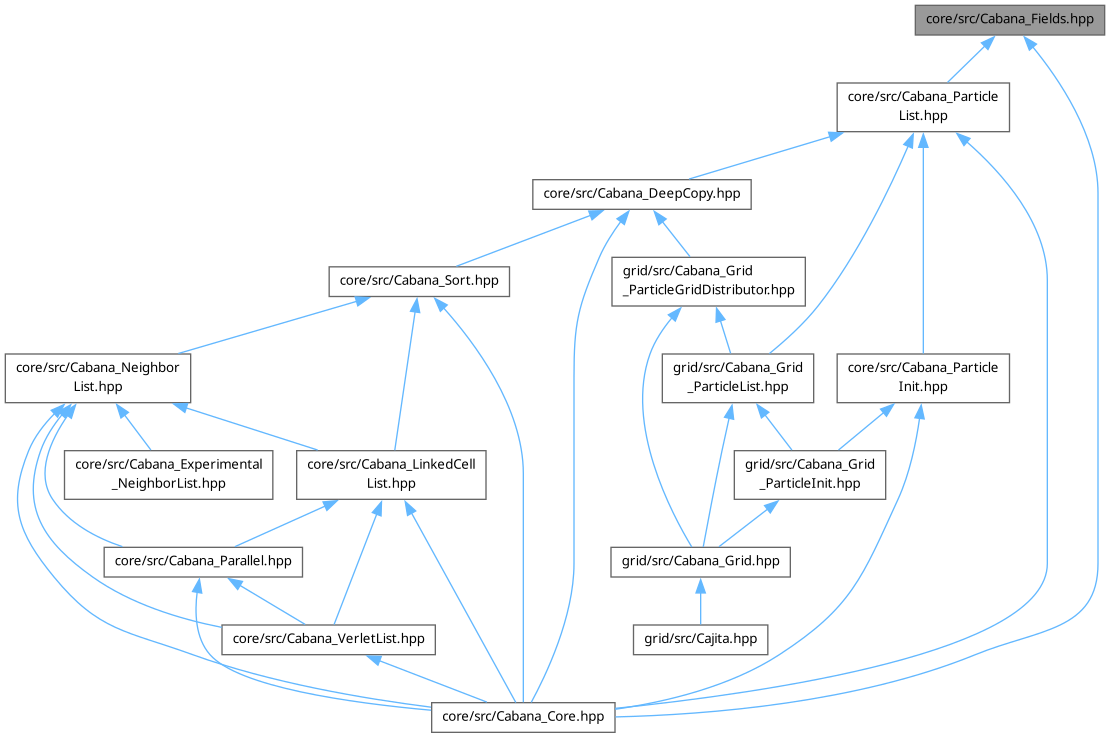 core/src/Cabana_Fields.hpp
core/src/Cabana_Particle
List.hpp
core/src/Cabana_DeepCopy.hpp
core/src/Cabana_Sort.hpp
grid/src/Cabana_Grid
_ParticleGridDistributor.hpp
core/src/Cabana_Neighbor
List.hpp
grid/src/Cabana_Grid
_ParticleList.hpp
core/src/Cabana_Particle
Init.hpp
core/src/Cabana_Experimental
_NeighborList.hpp
core/src/Cabana_LinkedCell
List.hpp
grid/src/Cabana_Grid
_ParticleInit.hpp
core/src/Cabana_Parallel.hpp
grid/src/Cabana_Grid.hpp
core/src/Cabana_VerletList.hpp
grid/src/Cajita.hpp
core/src/Cabana_Core.hpp